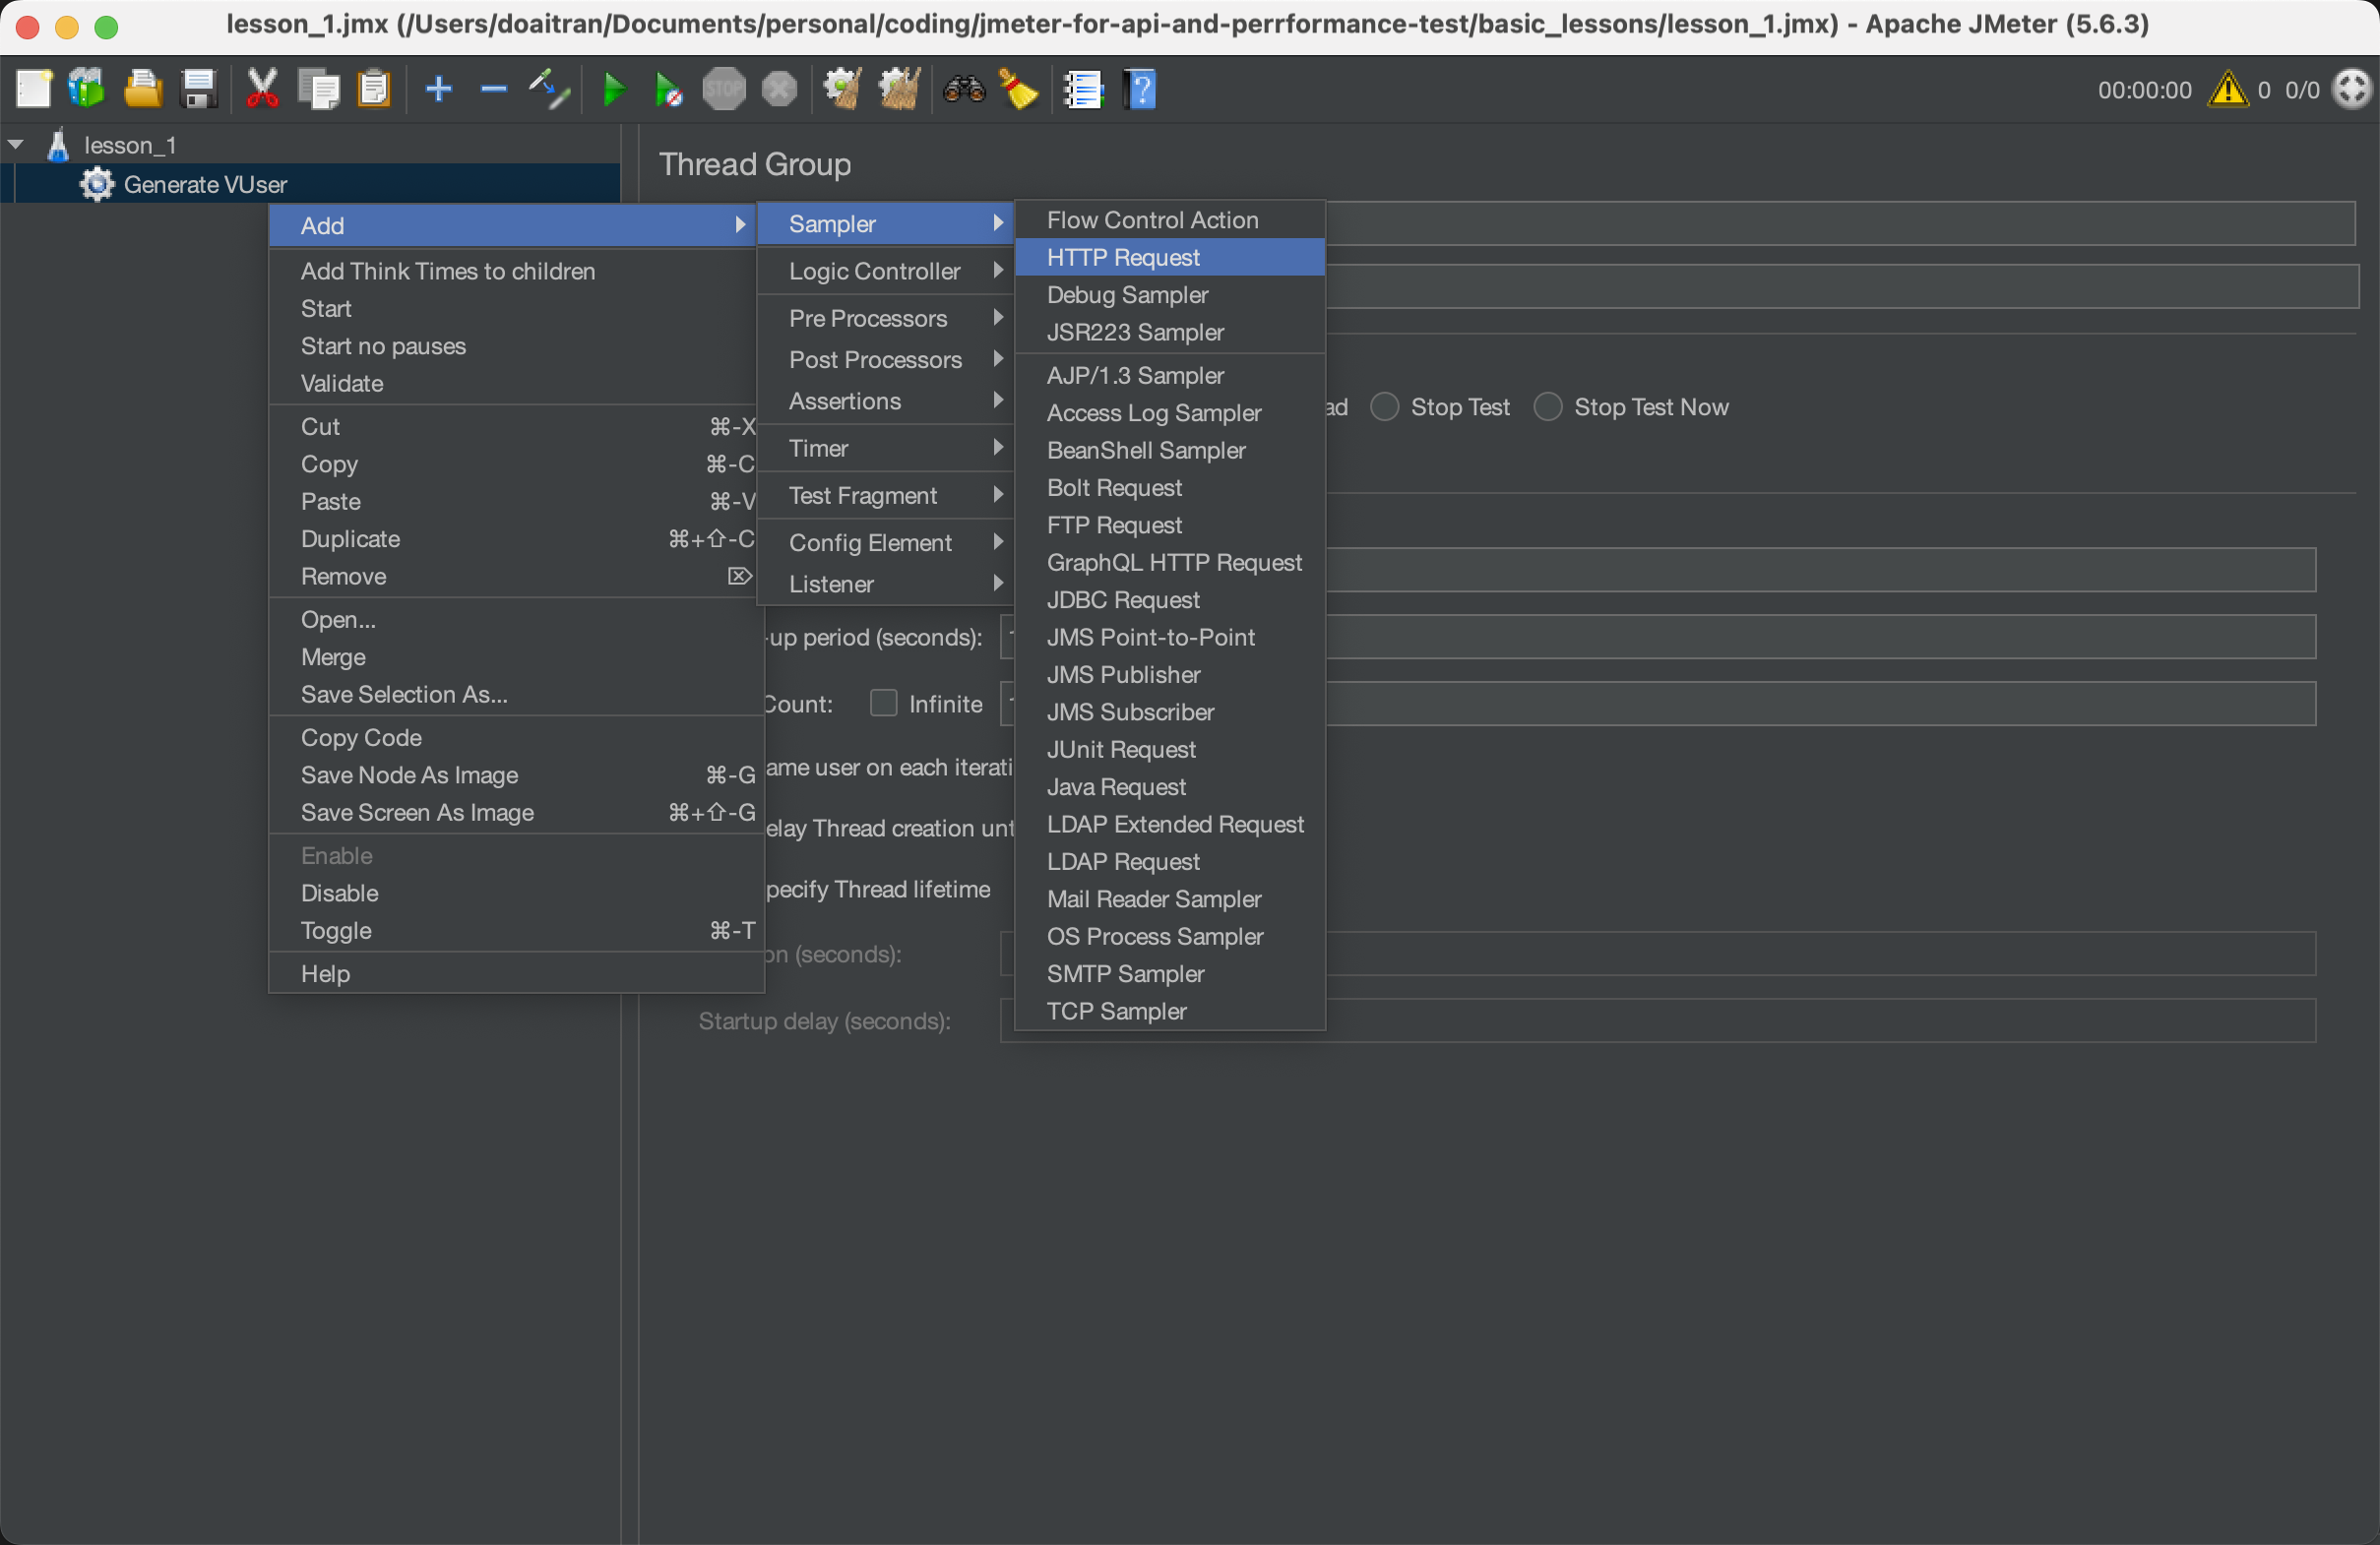 lesson_1.jmx (/Users/doaitran/Documents/personal/coding/jmeter-for-api-and-perrformance-test/basic_lessons/lesson_1.jmx) - Apache JMeter (5.6.3)
STOP
00:00:00
0
0/0
lesson_1
Generate VUser
Thread Group
Add
Add Think Times to children
Start
Start no pauses
Validate
Cut ⌘-X
Copy ⌘-C
Paste ⌘-V
Duplicate ⌘+⇧-C
Remove ⌦
Open...
Merge
Save Selection As...
Copy Code
Save Node As Image ⌘-G
Save Screen As Image ⌘+⇧-G
Enable
Disable
Toggle ⌘-T
Help
Sampler
Logic Controller
Pre Processors
Post Processors
Assertions
Timer
Test Fragment
Config Element
Listener
Flow Control Action
HTTP Request
Debug Sampler
JSR223 Sampler
AJP/1.3 Sampler
Access Log Sampler
BeanShell Sampler
Bolt Request
FTP Request
GraphQL HTTP Request
JDBC Request
JMS Point-to-Point
JMS Publisher
JMS Subscriber
JUnit Request
Java Request
LDAP Extended Request
LDAP Request
Mail Reader Sampler
OS Process Sampler
SMTP Sampler
TCP Sampler
ad Stop Test Stop Test Now
-up period (seconds):
Count: Infinite
ame user on each iterati
elay Thread creation unt
pecify Thread lifetime
on (seconds):
Startup delay (seconds):